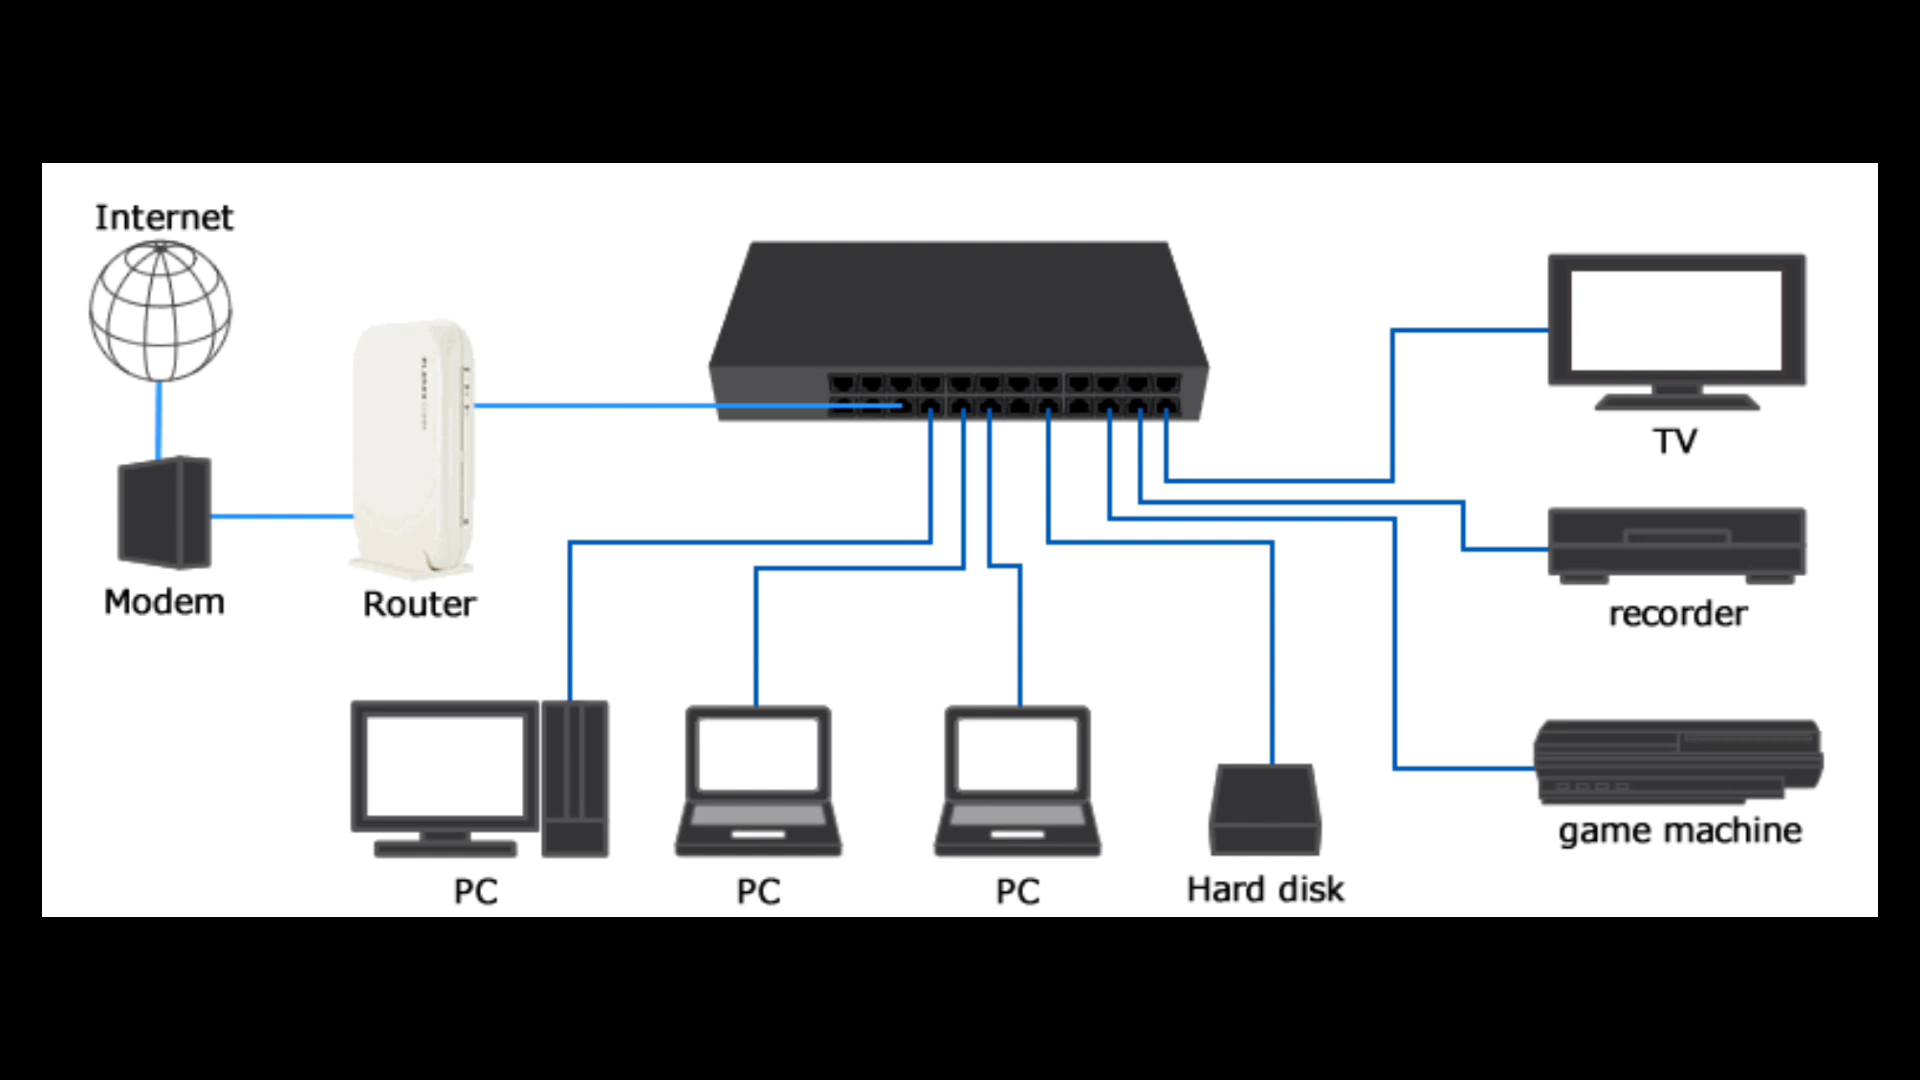 Internet
Modem
Router
TV
recorder
game machine
PC
PC
PC
Hard disk